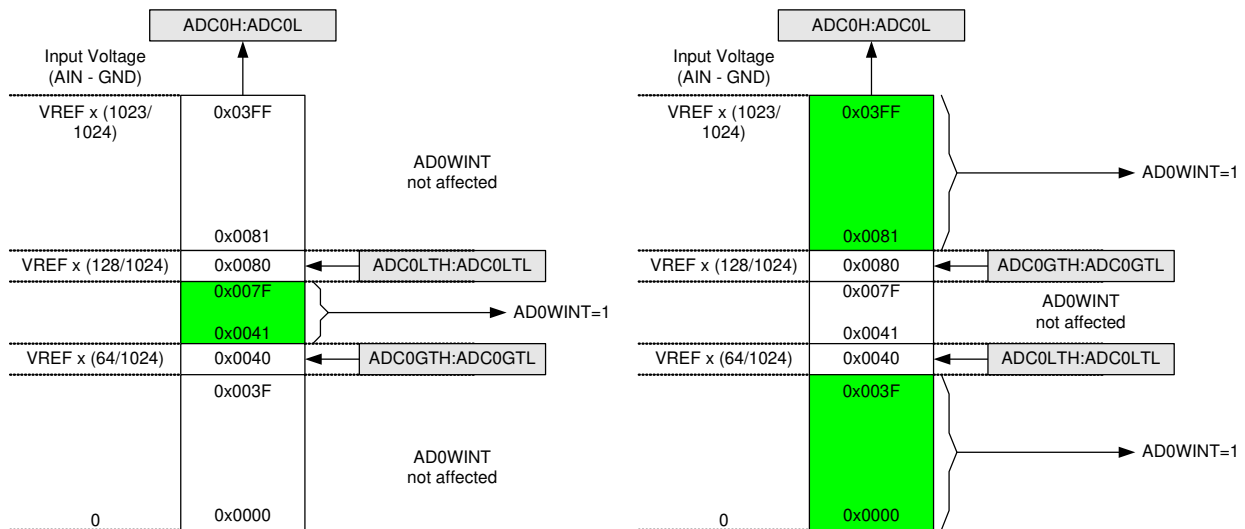 ADC0H:ADC0L
Input Voltage
(AIN - GND)
VREF x (1023/
1024)
0x03FF
AD0WINT
not affected
0x0081
VREF x (128/1024)
0x0080
ADC0LTH:ADC0LTL
0x007F
AD0WINT=1
0x0041
VREF x (64/1024)
0x0040
ADC0GTH:ADC0GTL
0x003F
AD0WINT
not affected
0
0x0000
ADC0H:ADC0L
Input Voltage
(AIN - GND)
VREF x (1023/
1024)
0x03FF
AD0WINT=1
0x0081
VREF x (128/1024)
0x0080
ADC0GTH:ADC0GTL
0x007F
AD0WINT
not affected
0x0041
VREF x (64/1024)
0x0040
ADC0LTH:ADC0LTL
0x003F
AD0WINT=1
0
0x0000